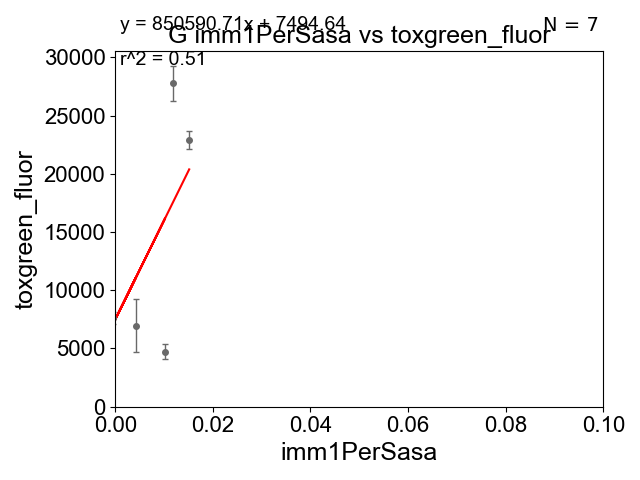 y = 850590.71x + 7494.64
N = 7
G imm1PerSasa vs toxgreen_fluor
r^2 = 0.51
30000
25000
20000
15000
10000
5000
0
toxgreen_fluor
0.00 0.02 0.04 0.06 0.08 0.10
imm1PerSasa